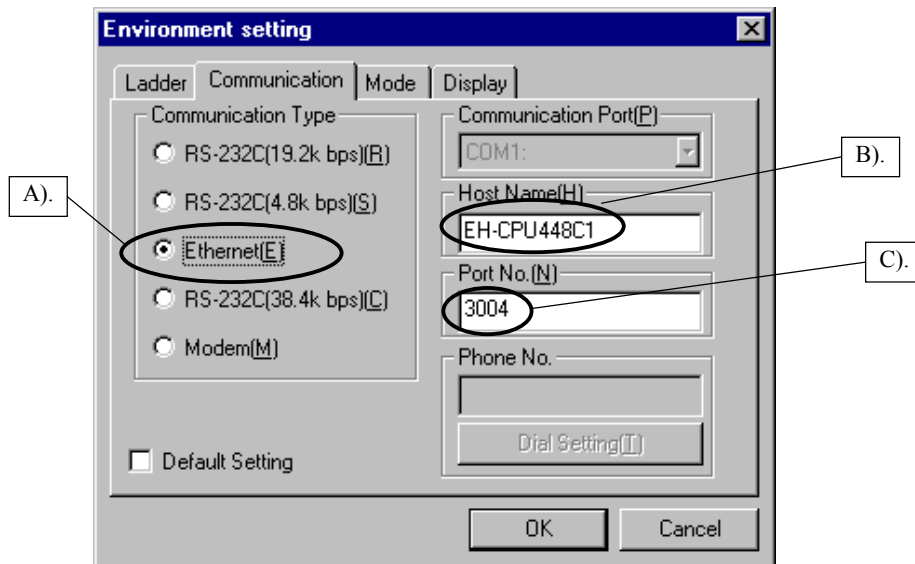 Environment setting
Ladder Communication Mode Display
Communication Type
RS-232C(19.2k bps)(R)
RS-232C(4.8k bps)(S)
Ethernet(E)
RS-232C(38.4k bps)(C)
Modem(M)
Default Setting
Communication Port(P)
COM1:
Host Name(H)
EH-CPU448C1
Port No.(N)
3004
Phone No.
Dial Setting(T)
OK Cancel
A).
B).
C).